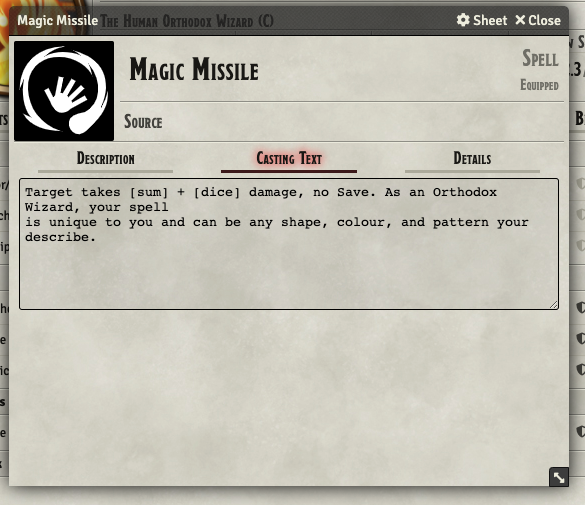 Magic Missile The Human Orthodox Wizard (C) Sheet Close
Magic Missile
Spell
Equipped
Source
Description Casting Text Details
Target takes [sum] + [dice] damage, no Save. As an Orthodox
Wizard, your spell
is unique to you and can be any shape, colour, and pattern your
describe.